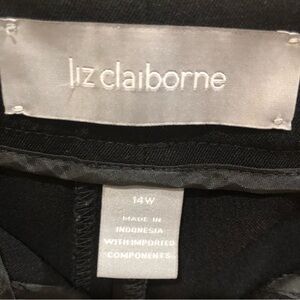 liz claiborne
14W
MADE IN
INDONESIA
WITH IMPORTED
COMPONENTS